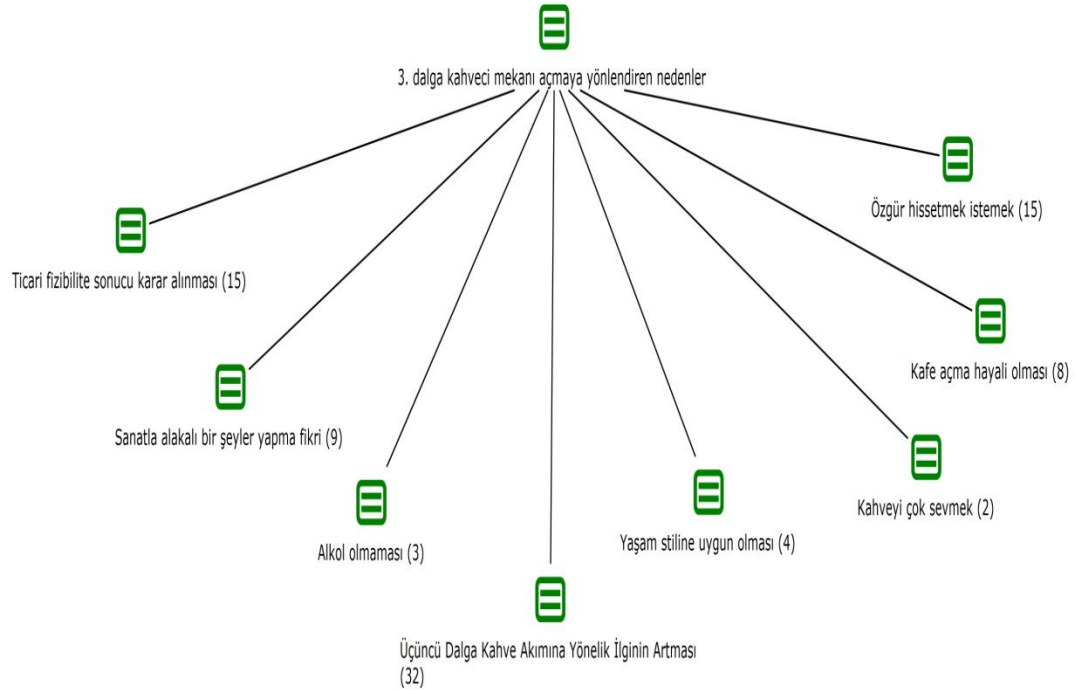 3. dalga kahveci mekanı açmaya yönlendiren nedenler
Özgür hissetmek istemek (15)
Ticari fizibilite sonucu karar alınması (15)
Kafe açma hayali olması (8)
Sanatla alakalı bir şeyler yapma fikri (9)
Kahveyi çok sevmek (2)
Yaşam stiline uygun olması (4)
Alkol olmaması (3)
Üçüncü Dalga Kahve Akımına Yönelik İlginin Artması
(32)